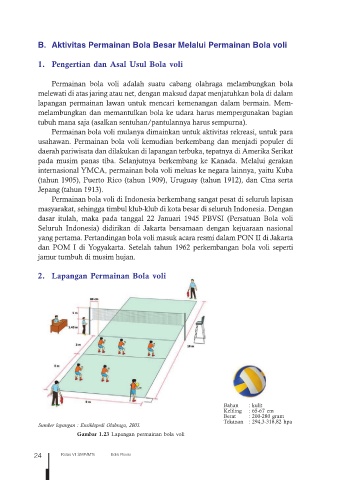 B. Aktivitas Permainan Bola Besar Melalui Permainan Bola voli
1. Pengertian dan Asal Usul Bola voli
Permainan bola voli adalah suatu cabang olahraga melambungkan bola
melewati di atas jaring atau net, dengan maksud dapat menjatuhkan bola di dalam
lapangan permainan lawan untuk mencari kemenangan dalam bermain. Mem-
melambungkan dan memantulkan bola ke udara harus mempergunakan bagian
tubuh mana saja (asalkan sentuhan/pantulannya harus sempurna).
Permainan bola voli mulanya dimainkan untuk aktivitas rekreasi, untuk para
usahawan. Permainan bola voli kemudian berkembang dan menjadi populer di
daerah pariwisata dan dilakukan di lapangan terbuka, tepatnya di Amerika Serikat
pada musim panas tiba. Selanjutnya berkembang ke Kanada. Melalui gerakan
internasional YMCA, permainan bola voli meluas ke negara lainnya, yaitu Kuba
(tahun 1905), Puerto Rico (tahun 1909), Uruguay (tahun 1912), dan Cina serta
Jepang (tahun 1913).
Permainan bola voli di Indonesia berkembang sangat pesat di seluruh lapisan
masyarakat, sehingga timbul klub-klub di kota besar di seluruh Indonesia. Dengan
dasar itulah, maka pada tanggal 22 Januari 1945 PBVSI (Persatuan Bola voli
Seluruh Indonesia) didirikan di Jakarta bersamaan dengan kejuaraan nasional
yang pertama. Pertandingan bola voli masuk acara resmi dalam PON II di Jakarta
dan POM I di Yogyakarta. Setelah tahun 1962 perkembangan bola voli seperti
jamur tumbuh di musim hujan.
2. Lapangan Permainan Bola voli
Bahan : kulit
Keliling : 65-67 cm
Berat : 200-280 gram
Tekanan : 294,3-318,82 hpa
Sumber lapangan : Ensiklopedi Olahraga, 2003.
Gambar 1.23 Lapangan permainan bola voli
24 Kelas VI SMP/MTs Edisi Revisi